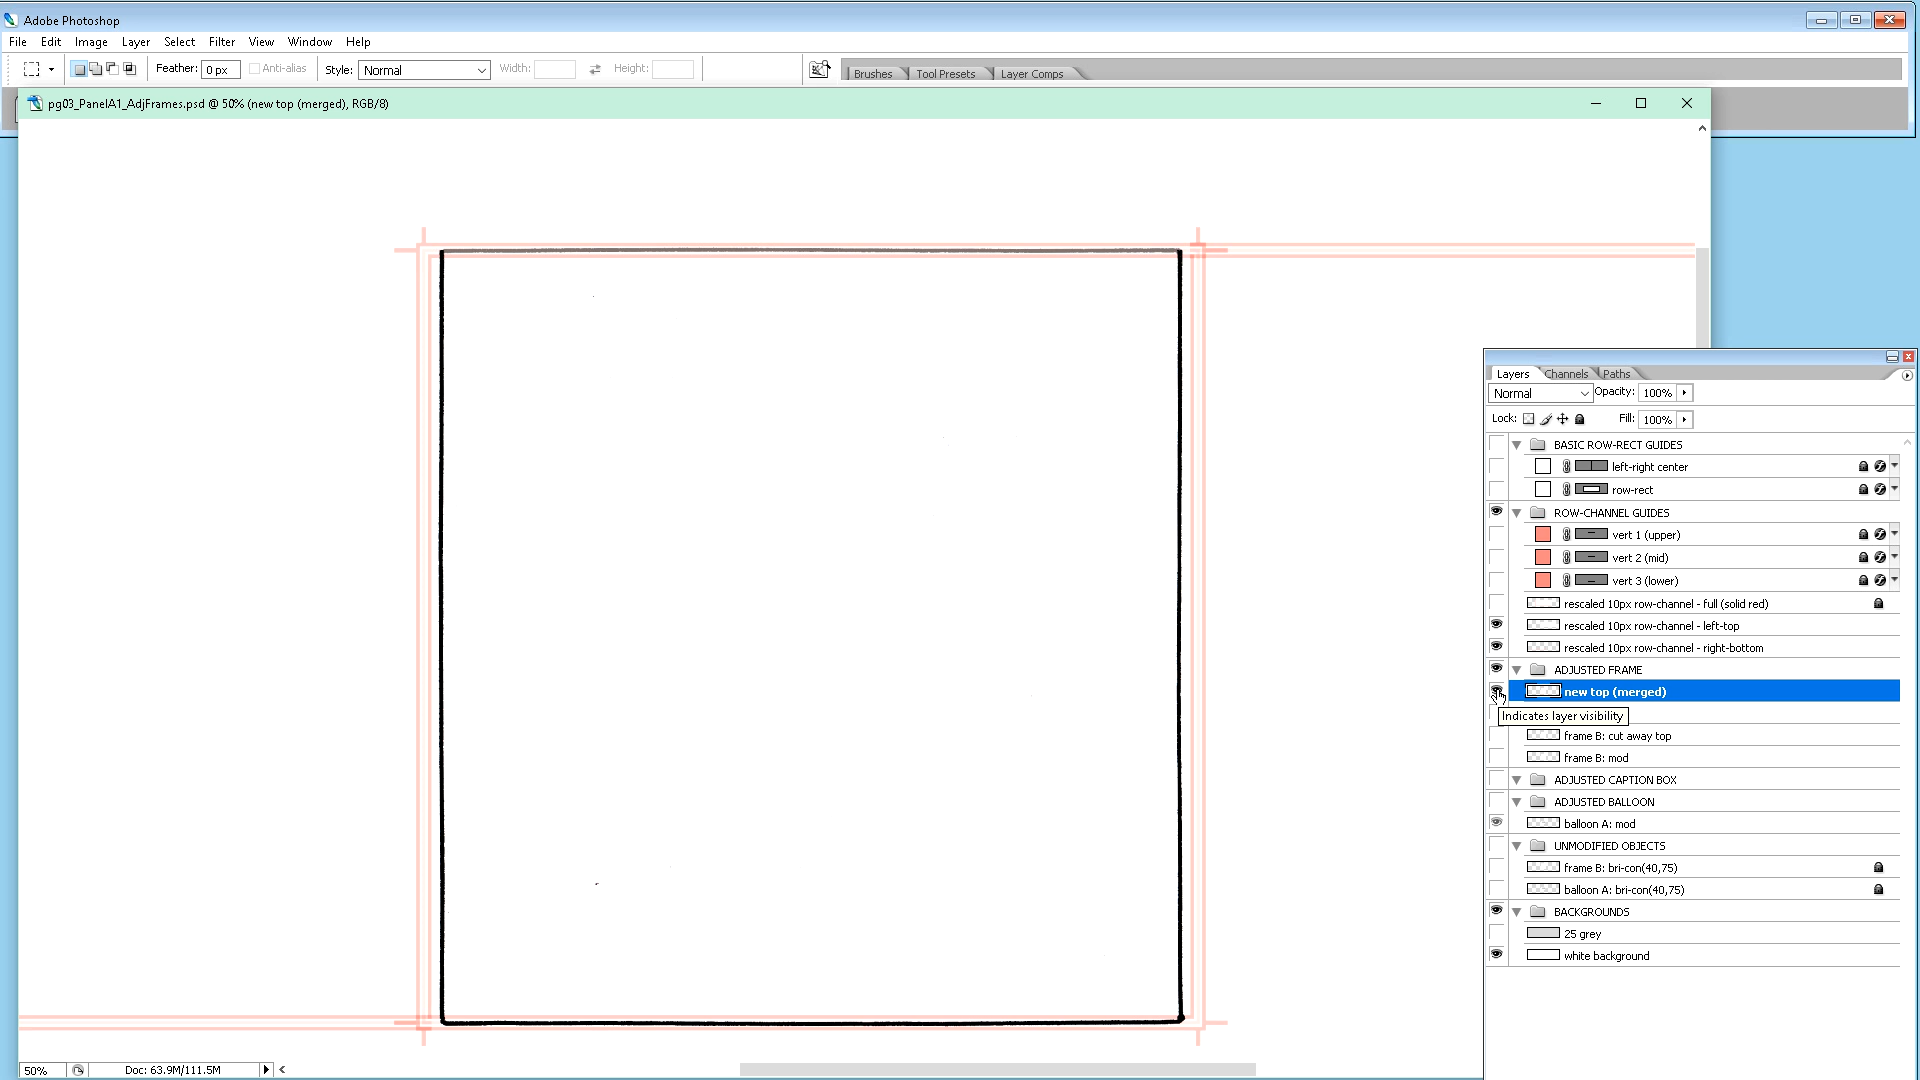 Adobe Photoshop
File Edit Image Layer Select Filter View Window Help
Feather: 0 px Anti-alias Style: Normal Width: Height: Brushes Tool Presets Layer Comps
pg03_PanelA1_AdjFrames.psd @ 50% (new top (merged), RGB/8)
Layers Channels Paths
Normal Opacity: 100%
Lock: Fill: 100%
BASIC ROW-RECT GUIDES
left-right center
row-rect
ROW-CHANNEL GUIDES
vert 1 (upper)
vert 2 (mid)
vert 3 (lower)
rescaled 10px row-channel - full (solid red)
rescaled 10px row-channel - left-top
rescaled 10px row-channel - right-bottom
ADJUSTED FRAME
new top (merged)
Indicates layer visibility
frame B: cut away top
frame B: mod
ADJUSTED CAPTION BOX
ADJUSTED BALLOON
balloon A: mod
UNMODIFIED OBJECTS
frame B: bri-con(40,75)
balloon A: bri-con(40,75)
BACKGROUNDS
25 grey
white background
50% Doc: 63.9M/111.5M